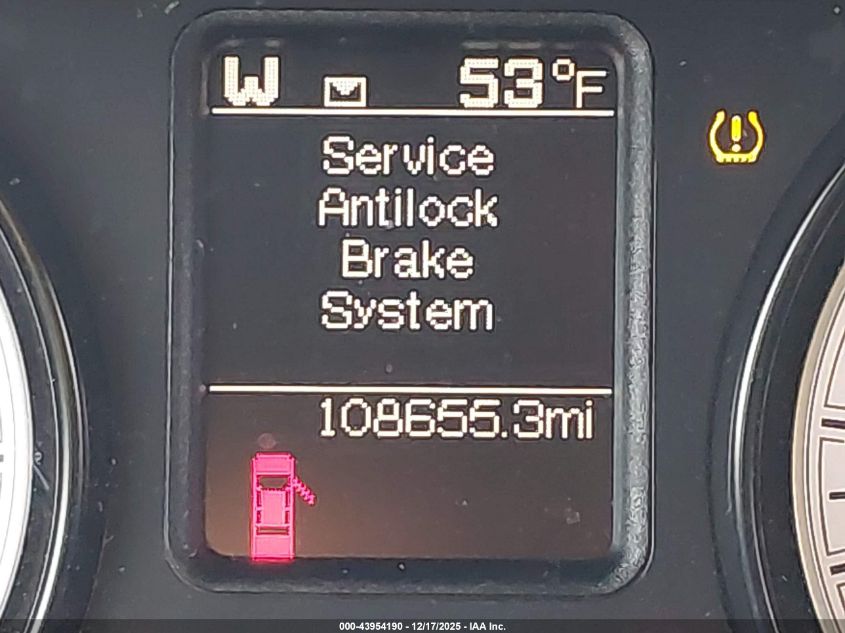 W 53°F
Service
Antilock
Brake
System
108655.3mi
000-43954190 - 12/17/2025 - IAA Inc.